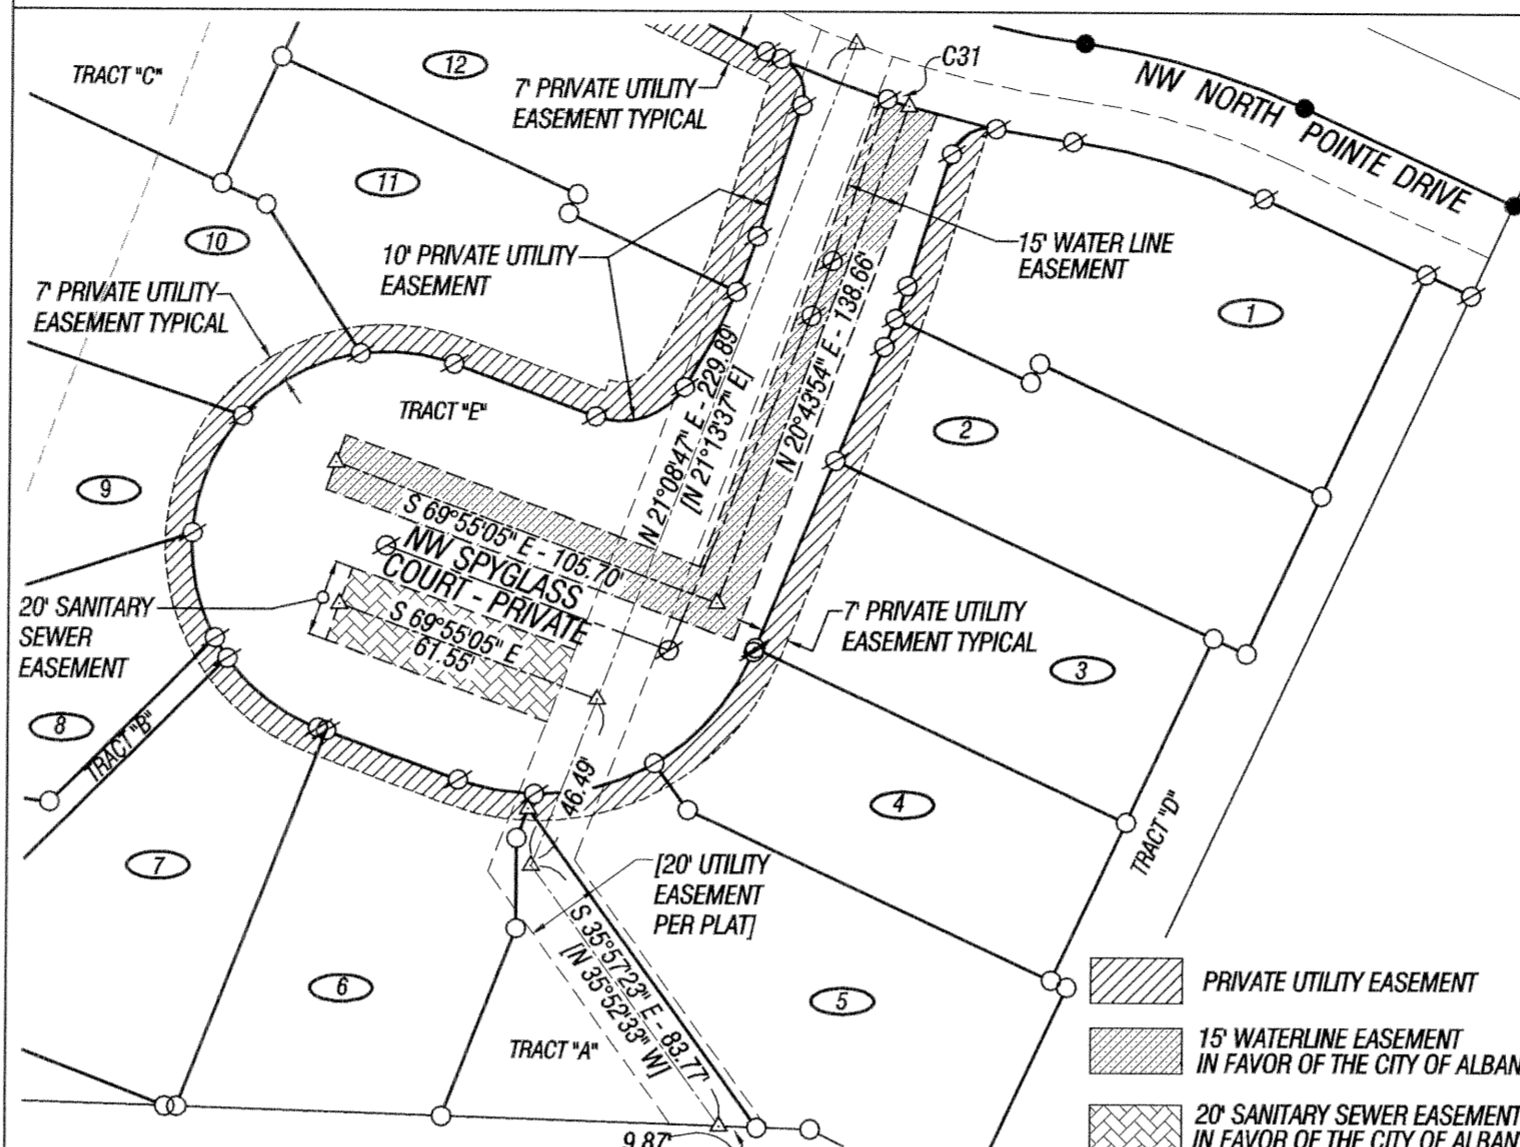 TRACT "C"
12
7' PRIVATE UTILITY
EASEMENT TYPICAL
C31
NW NORTH POINTE DRIVE
11
10
10' PRIVATE UTILITY
EASEMENT
15' WATER LINE
EASEMENT
7' PRIVATE UTILITY
EASEMENT TYPICAL
1
TRACT "E"
N 21°08'47" E - 229.89'
[N 21°13'37" E]
N 20°43'54" E - 138.66'
2
9
S 69°55'05" E - 105.70'
NW SPYGLASS
COURT - PRIVATE
S 69°55'05" E
61.55'
20' SANITARY
SEWER
EASEMENT
7' PRIVATE UTILITY
EASEMENT TYPICAL
3
8
TRACT "B"
46.49'
4
TRACT "D"
7
[20' UTILITY
EASEMENT
PER PLAT]
S 35°57'23" E - 83.77'
[N 35°52'33" W]
6
5
TRACT "A"
9.87'
PRIVATE UTILITY EASEMENT
15' WATERLINE EASEMENT
IN FAVOR OF THE CITY OF ALBAN
20' SANITARY SEWER EASEMENT
IN FAVOR OF THE CITY OF ALBAN